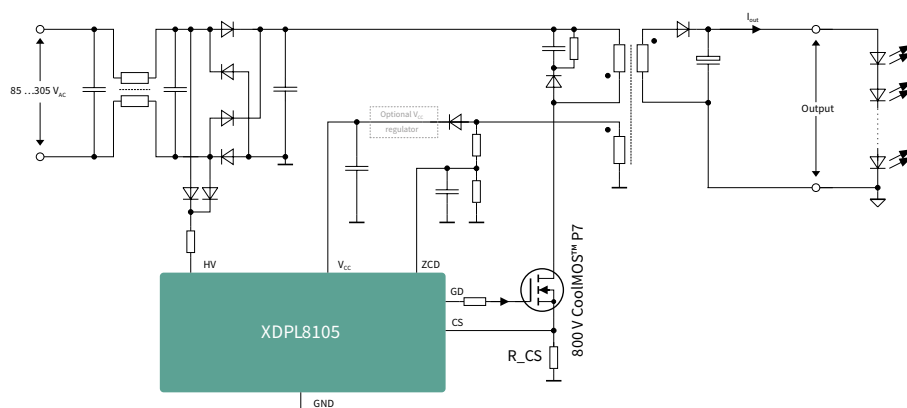 I_out
85 ...305 V_AC
Optional V_CC
regulator
Output
HV
V_CC
ZCD
GD
CS
XDPL8105
R_CS
800 V CoolMOS™ P7
GND